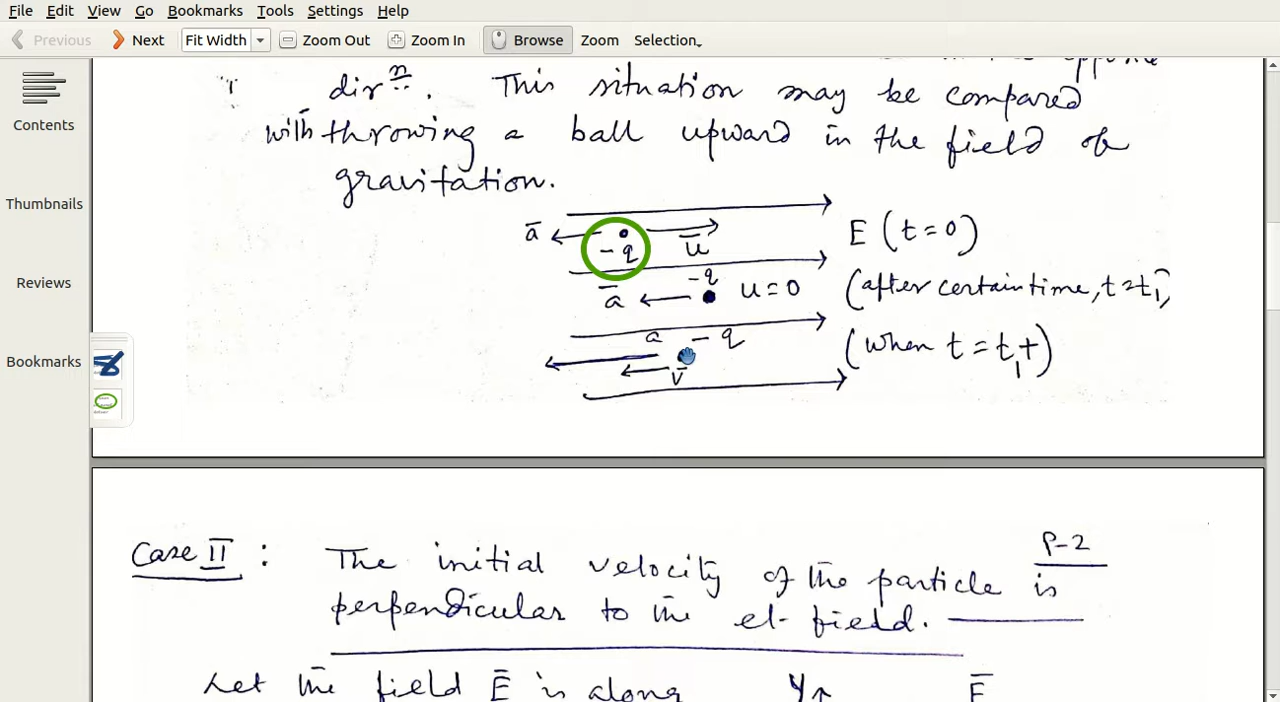 File Edit View Go Bookmarks Tools Settings Help
Previous Next Fit Width Zoom Out Zoom In Browse Zoom Selection
Contents
Thumbnails
Reviews
Bookmarks
dirⁿ. This situation may be compared
with throwing a ball upward in the field of
gravitation.
a̅ -q u̅ E (t=0)
-q
a̅ u=0 (after certain time, t=t₁)
a -q (when t=t₁+)
v̅
Case II : The initial velocity of the particle is
P-2
perpendicular to the el. field.
Let the field E̅ is along Y E̅